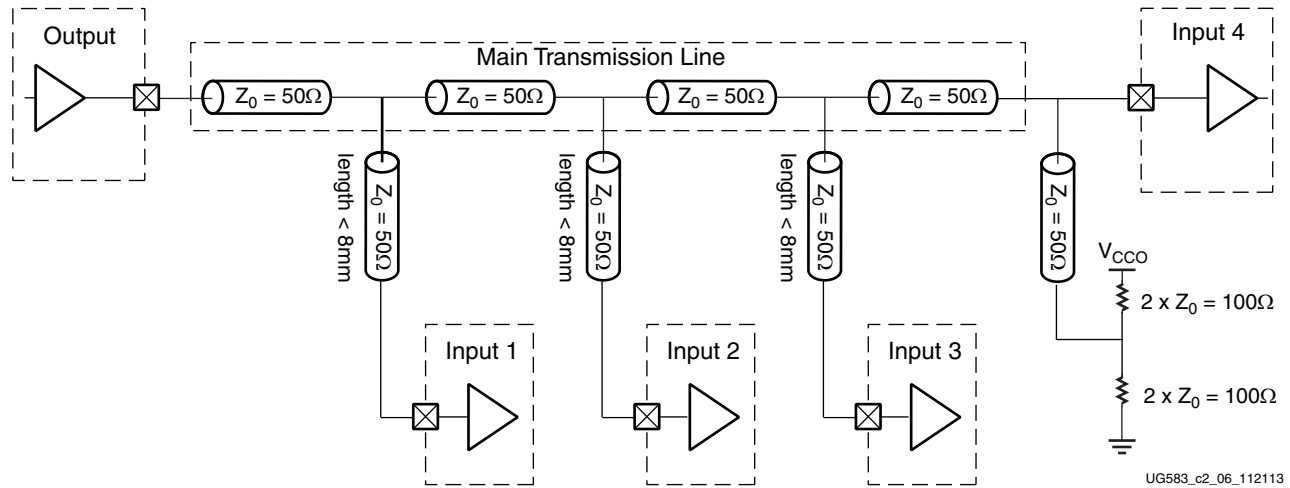 Output
Main Transmission Line
Input 4
Z0 = 50Ω
Z0 = 50Ω
Z0 = 50Ω
Z0 = 50Ω
length < 8mm
Z0 = 50Ω
length < 8mm
Z0 = 50Ω
length < 8mm
Z0 = 50Ω
Z0 = 50Ω
VCCO
2 x Z0 = 100Ω
2 x Z0 = 100Ω
Input 1
Input 2
Input 3
UG583_c2_06_112113